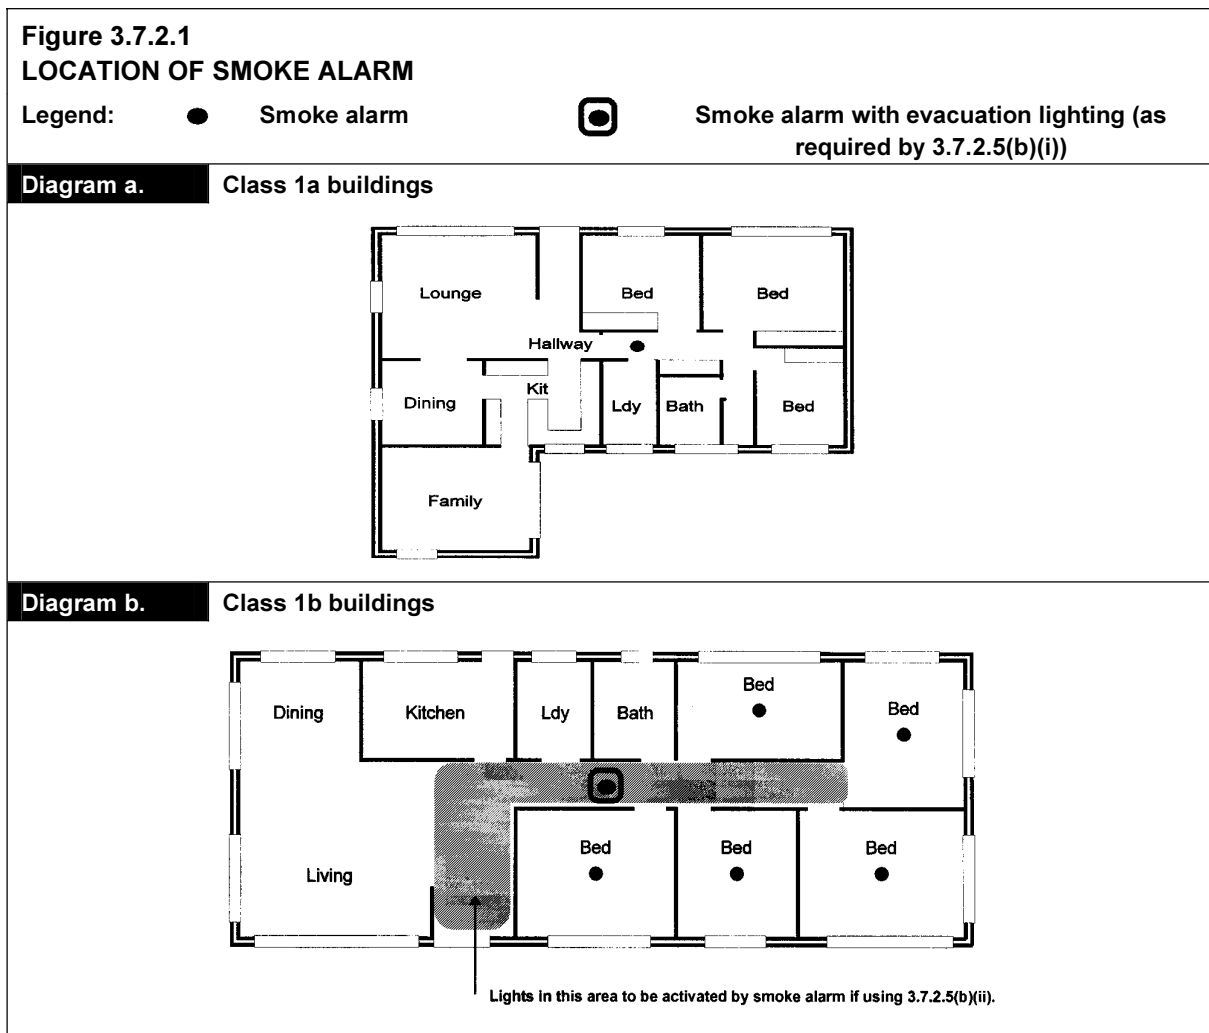 Figure 3.7.2.1
LOCATION OF SMOKE ALARM
Legend: Smoke alarm Smoke alarm with evacuation lighting (as
required by 3.7.2.5(b)(i))
Diagram a. Class 1a buildings
Lounge Bed Bed
Hallway
Kit
Dining Ldy Bath Bed
Family
Diagram b. Class 1b buildings
Bed
Dining Kitchen Ldy Bath Bed
Bed Bed Bed
Living
Lights in this area to be activated by smoke alarm if using 3.7.2.5(b)(ii).